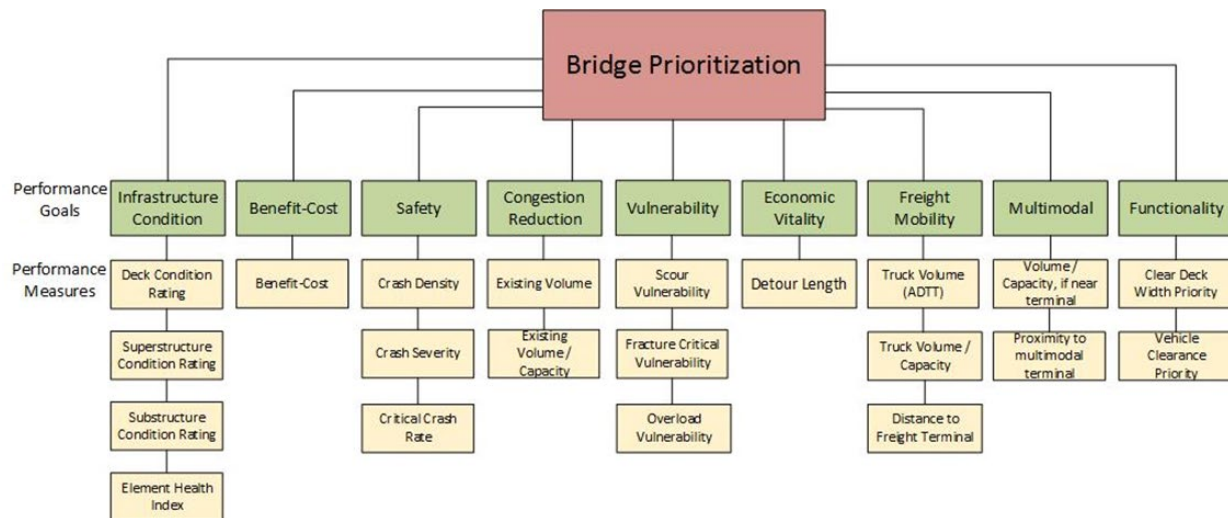 Bridge Prioritization
Performance
Goals
Infrastructure
Condition
Benefit-Cost
Safety
Congestion
Reduction
Vulnerability
Economic
Vitality
Freight
Mobility
Multimodal
Functionality
Performance
Measures
Deck Condition
Rating
Benefit-Cost
Crash Density
Existing Volume
Scour
Vulnerability
Detour Length
Truck Volume
(ADTT)
Volume /
Capacity, if near
terminal
Clear Deck
Width Priority
Superstructure
Condition Rating
Crash Severity
Existing
Volume /
Capacity
Fracture Critical
Vulnerability
Truck Volume /
Capacity
Proximity to
multimodal
terminal
Vehicle
Clearance
Priority
Substructure
Condition Rating
Critical Crash
Rate
Overload
Vulnerability
Distance to
Freight Terminal
Element Health
Index